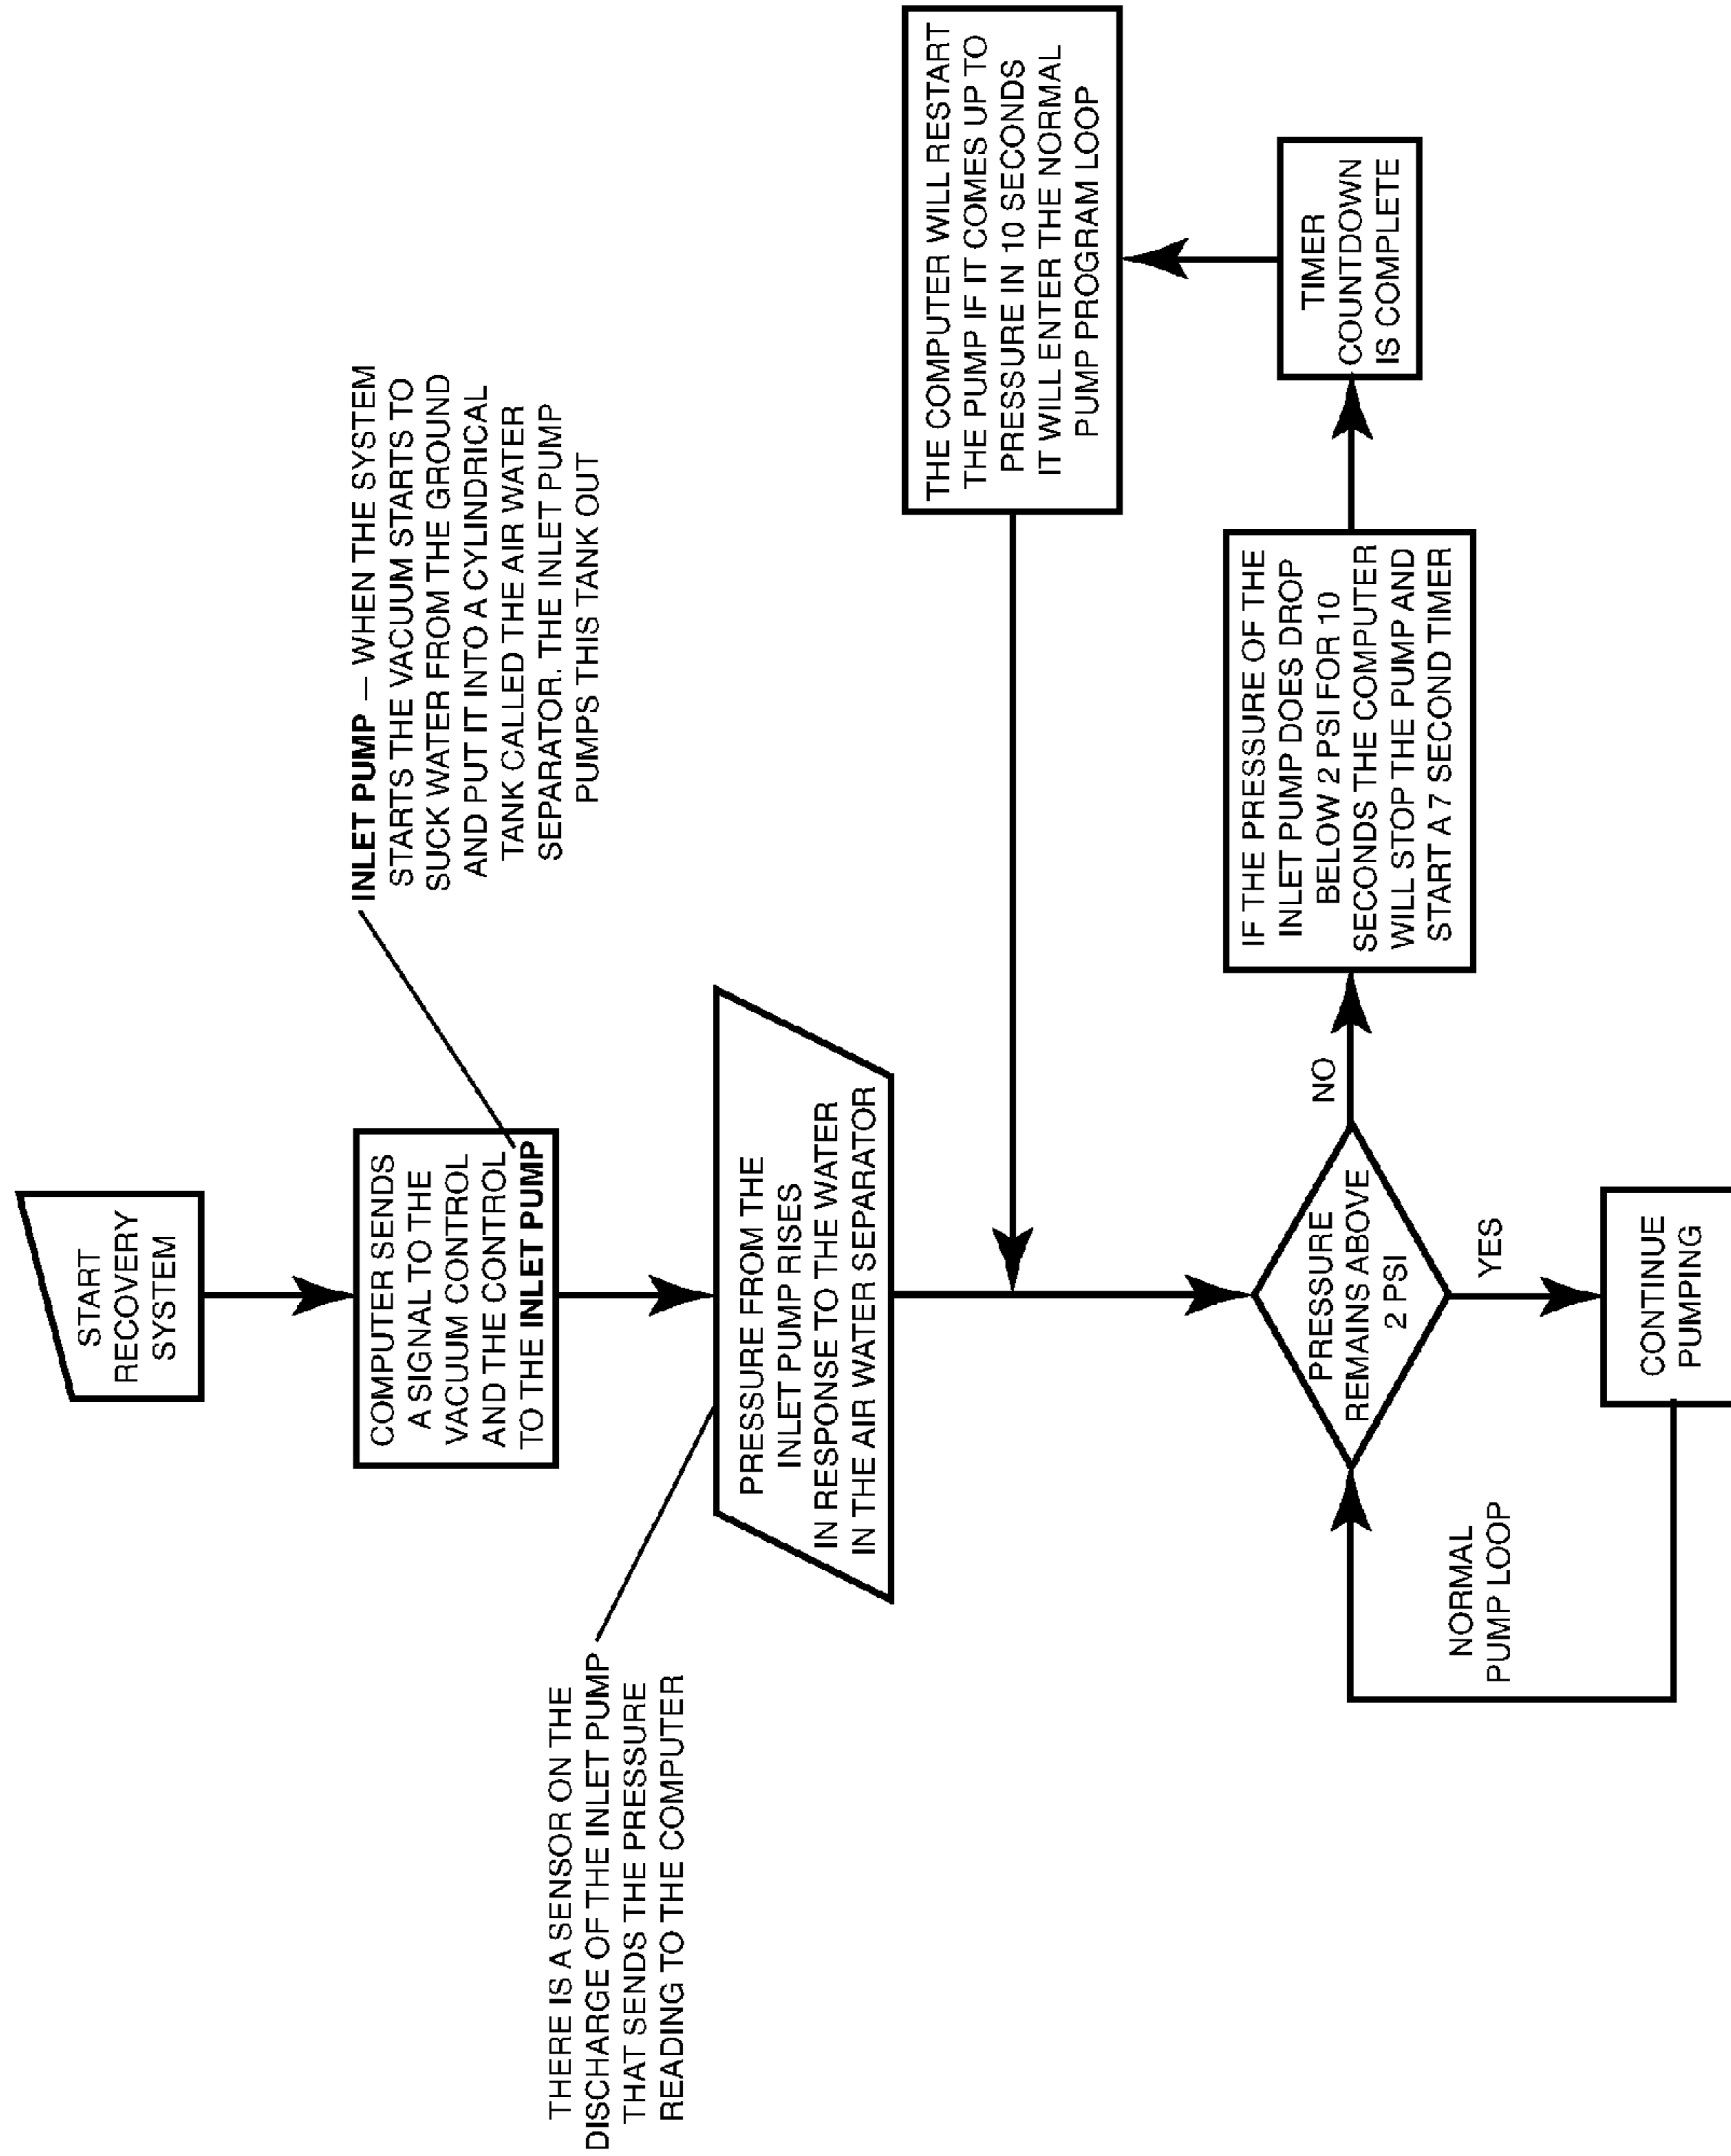 START
RECOVERY
SYSTEM
COMPUTER SENDS
A SIGNAL TO THE
VACUUM CONTROL
AND THE CONTROL
TO THE INLET PUMP
INLET PUMP — WHEN THE SYSTEM
STARTS THE VACUUM STARTS TO
SUCK WATER FROM THE GROUND
AND PUT IT INTO A CYLINDRICAL
TANK CALLED THE AIR WATER
SEPARATOR. THE INLET PUMP
PUMPS THIS TANK OUT
THERE IS A SENSOR ON THE
DISCHARGE OF THE INLET PUMP
THAT SENDS THE PRESSURE
READING TO THE COMPUTER
PRESSURE FROM THE
INLET PUMP RISES
IN RESPONSE TO THE WATER
IN THE AIR WATER SEPARATOR
PRESSURE
REMAINS ABOVE
2 PSI
NO
IF THE PRESSURE OF THE
INLET PUMP DOES DROP
BELOW 2 PSI FOR 10
SECONDS THE COMPUTER
WILL STOP THE PUMP AND
START A 7 SECOND TIMER
TIMER
COUNTDOWN
IS COMPLETE
THE COMPUTER WILL RESTART
THE PUMP IF IT COMES UP TO
PRESSURE IN 10 SECONDS
IT WILL ENTER THE NORMAL
PUMP PROGRAM LOOP
YES
NORMAL
PUMP LOOP
CONTINUE
PUMPING